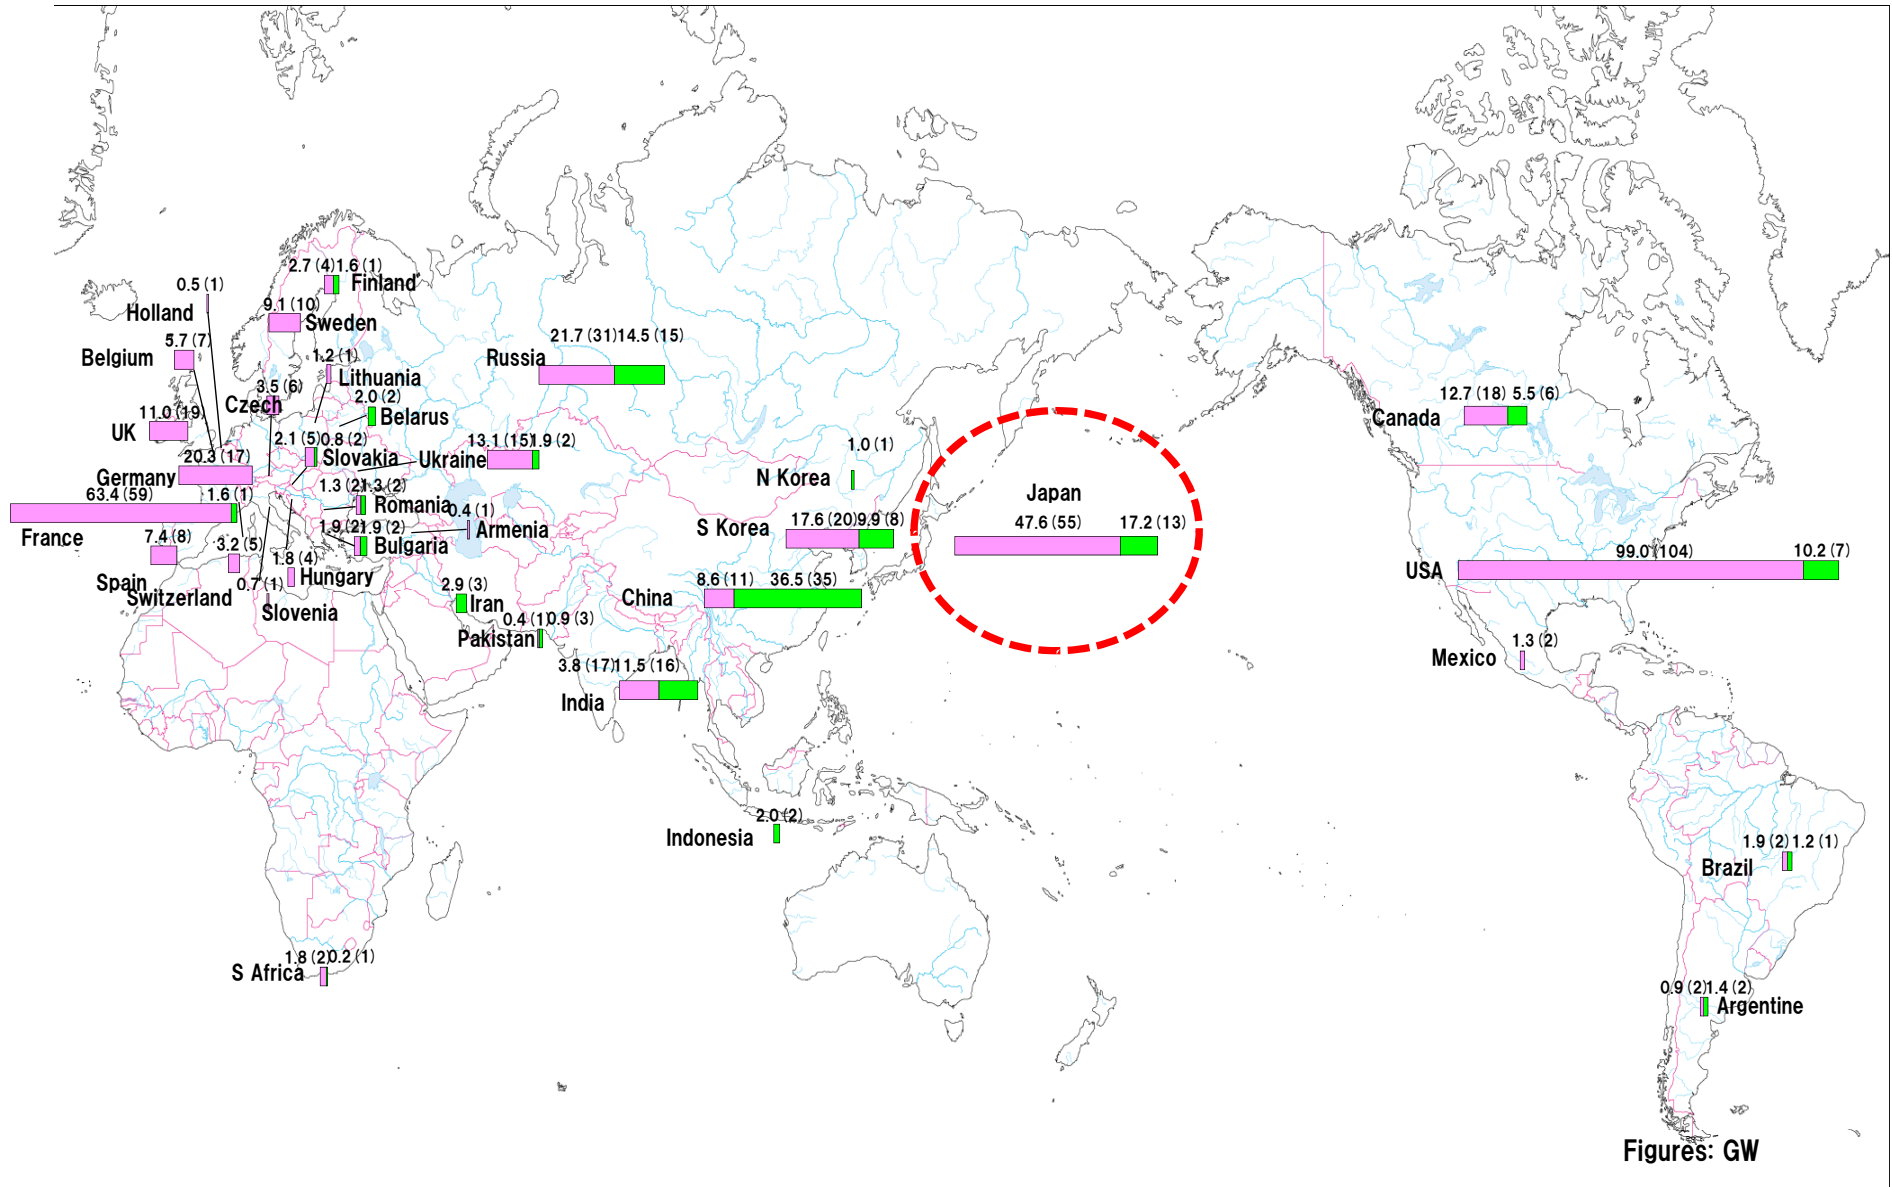 2.7 (4) 1.6 (1)
Finland
0.5 (1)
Holland
9.1 (10)
Sweden
5.7 (7)
Belgium
1.2 (1)
Lithuania
21.7 (31) 14.5 (15)
Russia
3.5 (6)
Czech
2.0 (2)
Belarus
11.0 (19)
UK
2.1 (5) 0.8 (2)
Slovakia
13.1 (15) 1.9 (2)
Ukraine
20.3 (17)
Germany
63.4 (59) 1.6 (1)
France
1.3 (2) 1.3 (2)
Romania
0.4 (1)
Armenia
1.9 (2) 1.9 (2)
Bulgaria
7.4 (8)
Spain
3.2 (5)
Switzerland
1.8 (4)
Hungary
0.7 (1)
Slovenia
2.9 (3)
Iran
0.4 (1) 0.9 (3)
Pakistan
3.8 (17) 11.5 (16)
India
8.6 (11) 36.5 (35)
China
1.0 (1)
N Korea
17.6 (20) 9.9 (8)
S Korea
Japan
47.6 (55) 17.2 (13)
12.7 (18) 5.5 (6)
Canada
99.0 (104) 10.2 (7)
USA
1.3 (2)
Mexico
2.0 (2)
Indonesia
1.9 (2) 1.2 (1)
Brazil
1.8 (2) 0.2 (1)
S Africa
0.9 (2) 1.4 (2)
Argentine
Figures: GW